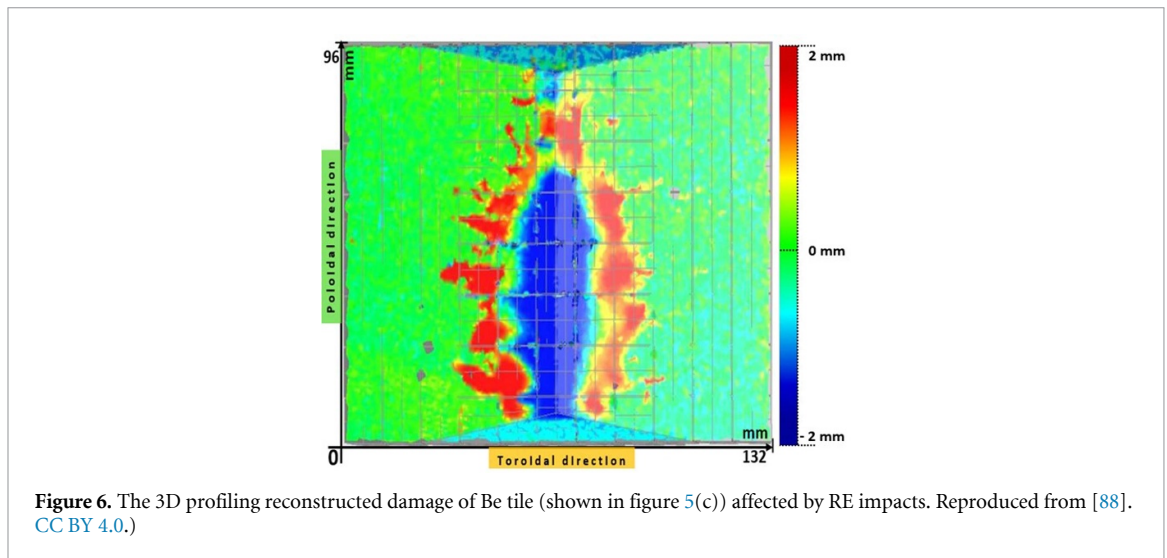 96
mm
2 mm
Poloidal direction
0 mm
mm
- 2 mm
0
Toroidal direction
132
Figure 6. The 3D profiling reconstructed damage of Be tile (shown in figure 5(c)) affected by RE impacts. Reproduced from [88].
CC BY 4.0.)